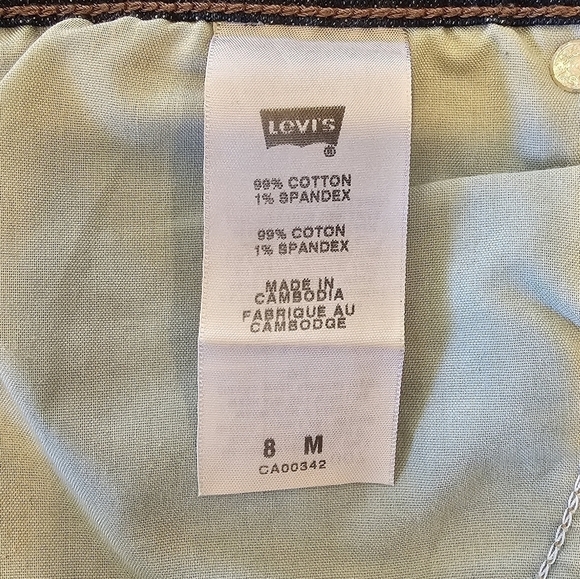 Levi's
®
99% COTTON
1% SPANDEX
99% COTON
1% SPANDEX
MADE IN
CAMBODIA
FABRIQUE AU
CAMBODGE
8 M
CA00342